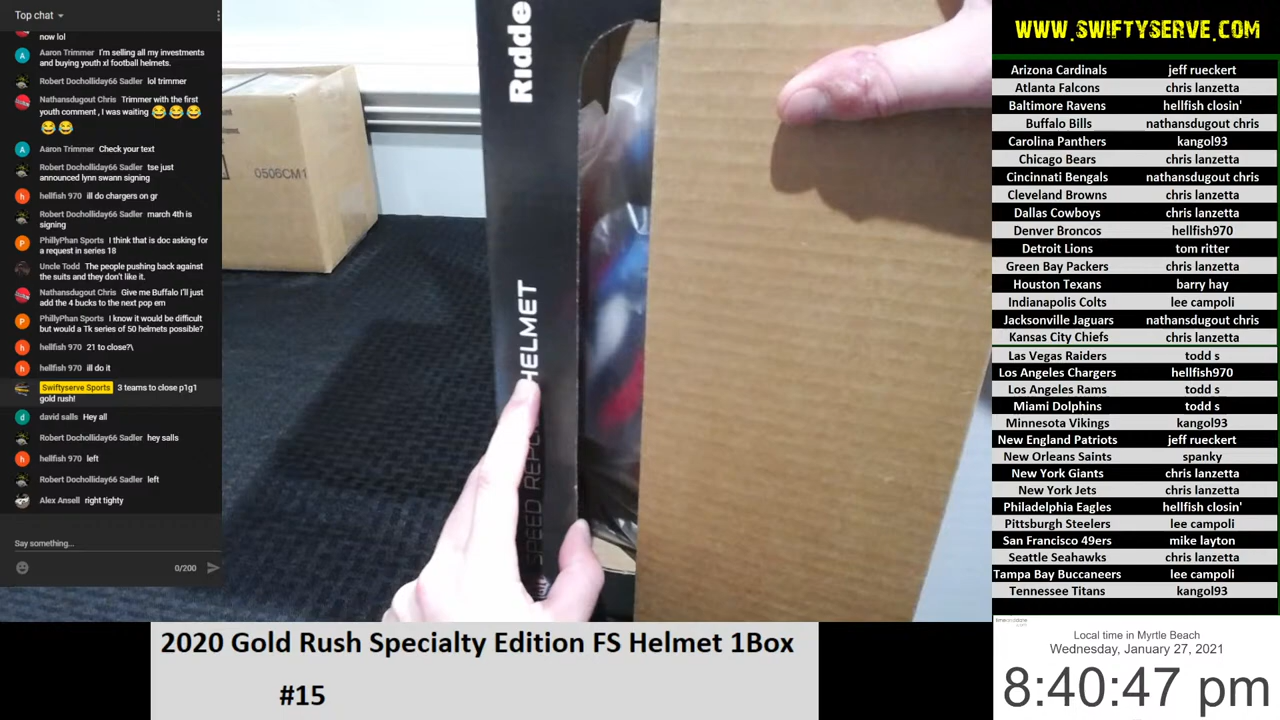 Top chat
now lol
Aaron Trimmer I'm selling all my investments
and buying youth xl football helmets.
Robert Docholliday66 Sadler lol trimmer
Nathansdugout Chris Trimmer with the first
youth comment , I was waiting 😂 😂 😂
😂 😂
Aaron Trimmer Check your text
Robert Docholliday66 Sadler tse just
announced lynn swann signing
hellfish 970 ill do chargers on gr
Robert Docholliday66 Sadler march 4th is
signing
PhillyPhan Sports I think that is doc asking for
a request in series 18
Uncle Todd The people pushing back against
the suits and they don't like it.
Nathansdugout Chris Give me Buffalo I'll just
add the 4 bucks to the next pop em
PhillyPhan Sports I know it would be difficult
but would a Tk series of 50 helmets possible?
hellfish 970 21 to close?\
hellfish 970 ill do it
Swiftyserve Sports 3 teams to close p1g1
gold rush!
david salls Hey all
Robert Docholliday66 Sadler hey salls
hellfish 970 left
Robert Docholliday66 Sadler left
Alex Ansell right tighty
Say something...
0/200
0506CM1
Ridde
HELMET
SPEED REPL
WWW.SWIFTYSERVE.COM
Arizona Cardinals jeff rueckert
Atlanta Falcons chris lanzetta
Baltimore Ravens hellfish closin'
Buffalo Bills nathansdugout chris
Carolina Panthers kangol93
Chicago Bears chris lanzetta
Cincinnati Bengals nathansdugout chris
Cleveland Browns chris lanzetta
Dallas Cowboys chris lanzetta
Denver Broncos hellfish970
Detroit Lions tom ritter
Green Bay Packers chris lanzetta
Houston Texans barry hay
Indianapolis Colts lee campoli
Jacksonville Jaguars nathansdugout chris
Kansas City Chiefs chris lanzetta
Las Vegas Raiders todd s
Los Angeles Chargers hellfish970
Los Angeles Rams todd s
Miami Dolphins todd s
Minnesota Vikings kangol93
New England Patriots jeff rueckert
New Orleans Saints spanky
New York Giants chris lanzetta
New York Jets chris lanzetta
Philadelphia Eagles hellfish closin'
Pittsburgh Steelers lee campoli
San Francisco 49ers mike layton
Seattle Seahawks chris lanzetta
Tampa Bay Buccaneers lee campoli
Tennessee Titans kangol93
Local time in Myrtle Beach
Wednesday, January 27, 2021
8:40:47 pm
2020 Gold Rush Specialty Edition FS Helmet 1Box
#15